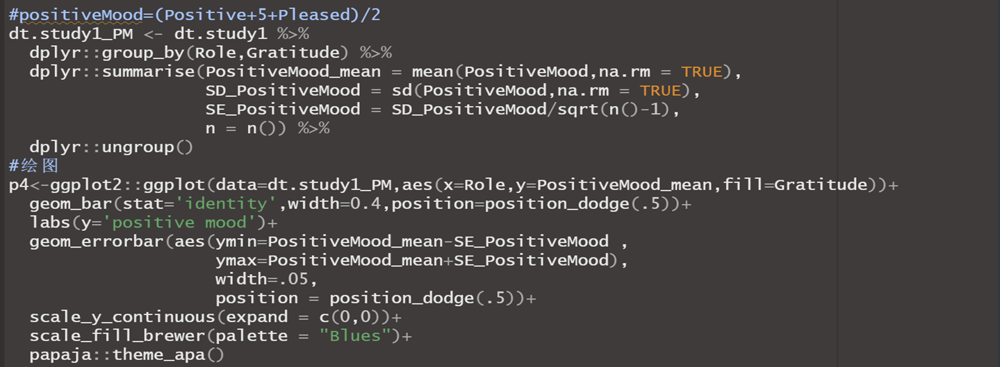 #positiveMood=(Positive+5+Pleased)/2
dt.study1_PM <- dt.study1 %>%
  dplyr::group_by(Role,Gratitude) %>%
  dplyr::summarise(PositiveMood_mean = mean(PositiveMood,na.rm = TRUE),
                   SD_PositiveMood = sd(PositiveMood,na.rm = TRUE),
                   SE_PositiveMood = SD_PositiveMood/sqrt(n()-1),
                   n = n()) %>%
  dplyr::ungroup()
#绘图
p4<-ggplot2::ggplot(data=dt.study1_PM,aes(x=Role,y=PositiveMood_mean,fill=Gratitude))+
  geom_bar(stat='identity',width=0.4,position=position_dodge(.5))+
  labs(y='positive mood')+
  geom_errorbar(aes(ymin=PositiveMood_mean-SE_PositiveMood ,
                    ymax=PositiveMood_mean+SE_PositiveMood),
                    width=.05,
                    position = position_dodge(.5))+
  scale_y_continuous(expand = c(0,0))+
  scale_fill_brewer(palette = "Blues")+
  papaja::theme_apa()